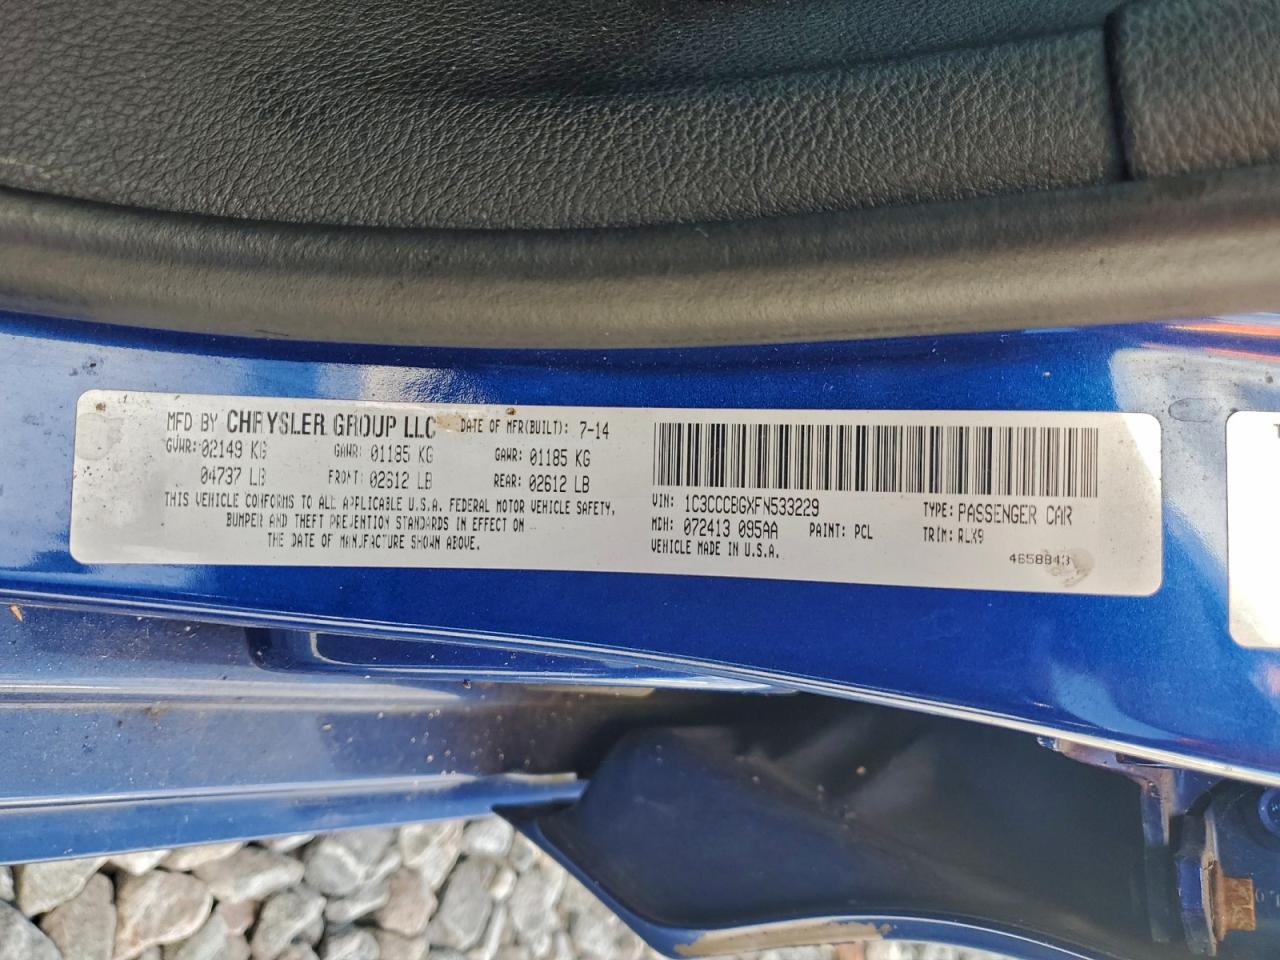 MFD BY CHRYSLER GROUP LLC DATE OF MFR(BUILT): 7-14
GVWR: 02149 KG GAWR: 01185 KG GAWR: 01185 KG
04737 LB FRONT: 02612 LB REAR: 02612 LB
THIS VEHICLE CONFORMS TO ALL APPLICABLE U.S.A. FEDERAL MOTOR VEHICLE SAFETY,
BUMPER AND THEFT PREVENTION STANDARDS IN EFFECT ON
THE DATE OF MANUFACTURE SHOWN ABOVE.
VIN: 1C3CCCBGXFN533229 TYPE: PASSENGER CAR
MDH: 072413 095AA PAINT: PCL TRIM: RLX9
VEHICLE MADE IN U.S.A. 4658843